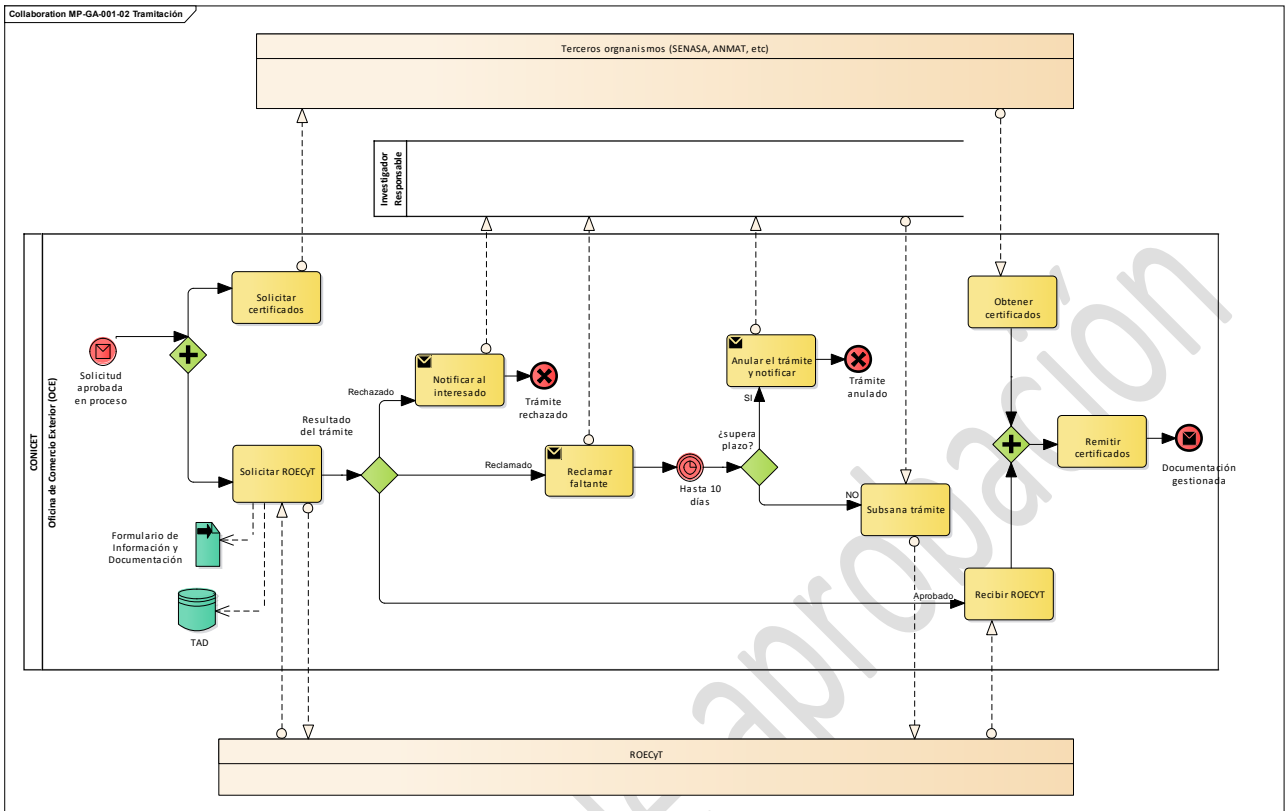 Collaboration MP-GA-001-02 Tramitación
Terceros orgnanismos (SENASA, ANMAT, etc)
Investigador
Responsable
CONICET
Oficina de Comercio Exterior (OCE)
Solicitud
aprobada
en proceso
Solicitar
certificados
Solicitar ROECyT
Formulario de
Información y
Documentación
TAD
Resultado
del trámite
Rechazado
Notificar al
interesado
Trámite
rechazado
Reclamado
Reclamar
faltante
Hasta 10
días
¿supera
plazo?
SI
Anular el trámite
y notificar
Trámite
anulado
NO
Subsana trámite
Aprobado
Recibir ROECYT
Obtener
certificados
Remitir
certificados
Documentación
gestionada
ROECyT
aprobación